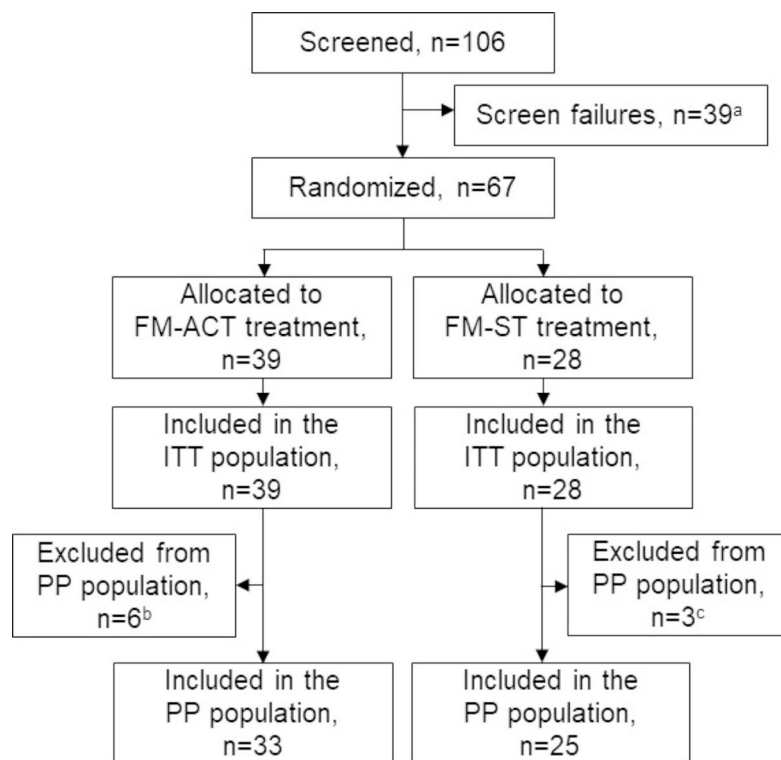 Screened, n=106
Screen failures, n=39ᵃ
Randomized, n=67
Allocated to
FM-ACT treatment,
n=39
Allocated to
FM-ST treatment,
n=28
Included in the
ITT population,
n=39
Included in the
ITT population,
n=28
Excluded from
PP population,
n=6ᵇ
Excluded from
PP population,
n=3ᶜ
Included in the
PP population,
n=33
Included in the
PP population,
n=25